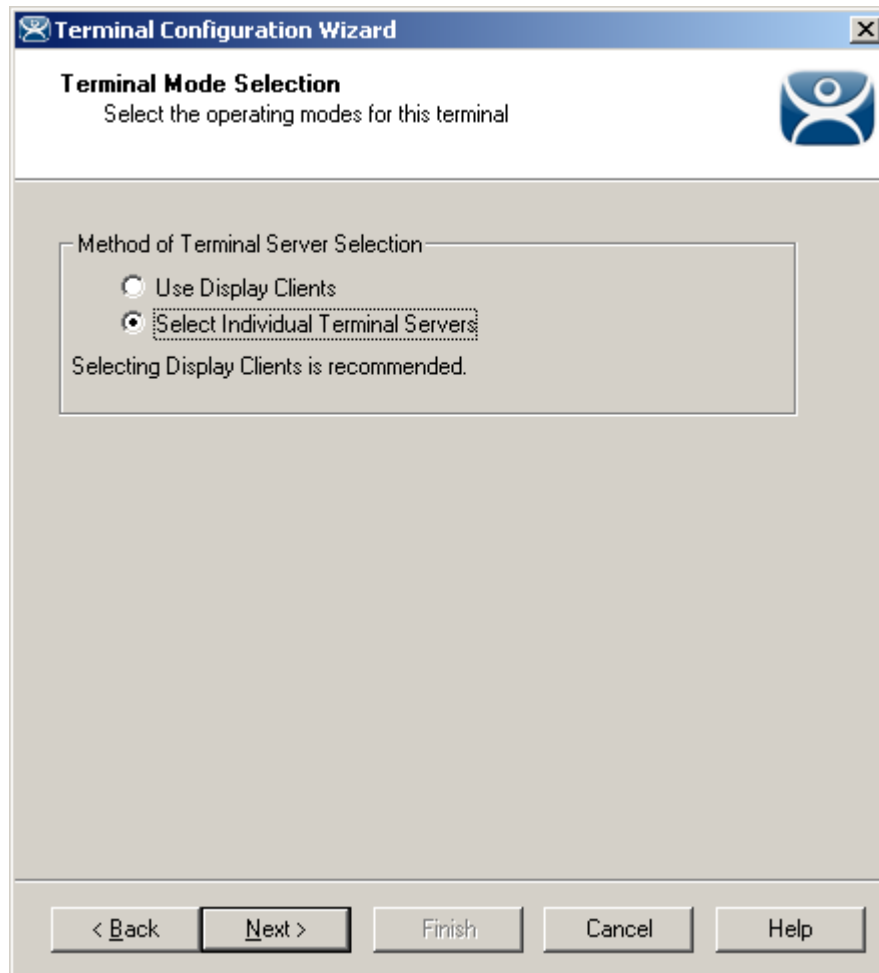 Terminal Configuration Wizard
Terminal Mode Selection
Select the operating modes for this terminal
Method of Terminal Server Selection
Use Display Clients
Select Individual Terminal Servers
Selecting Display Clients is recommended.
< Back Next > Finish Cancel Help